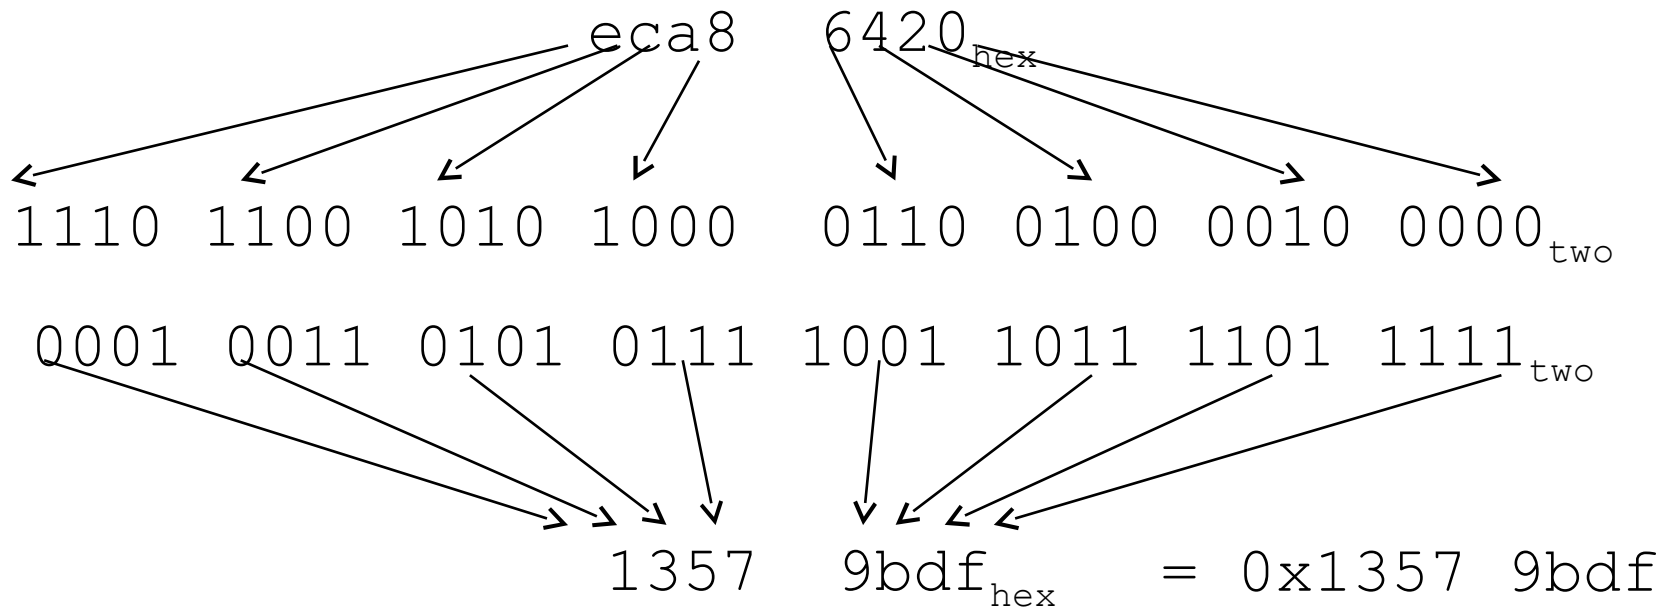 eca8 6420hex
1110 1100 1010 1000 0110 0100 0010 0000two
0001 0011 0101 0111 1001 1011 1101 1111two
1357 9bdfhex = 0x1357 9bdf